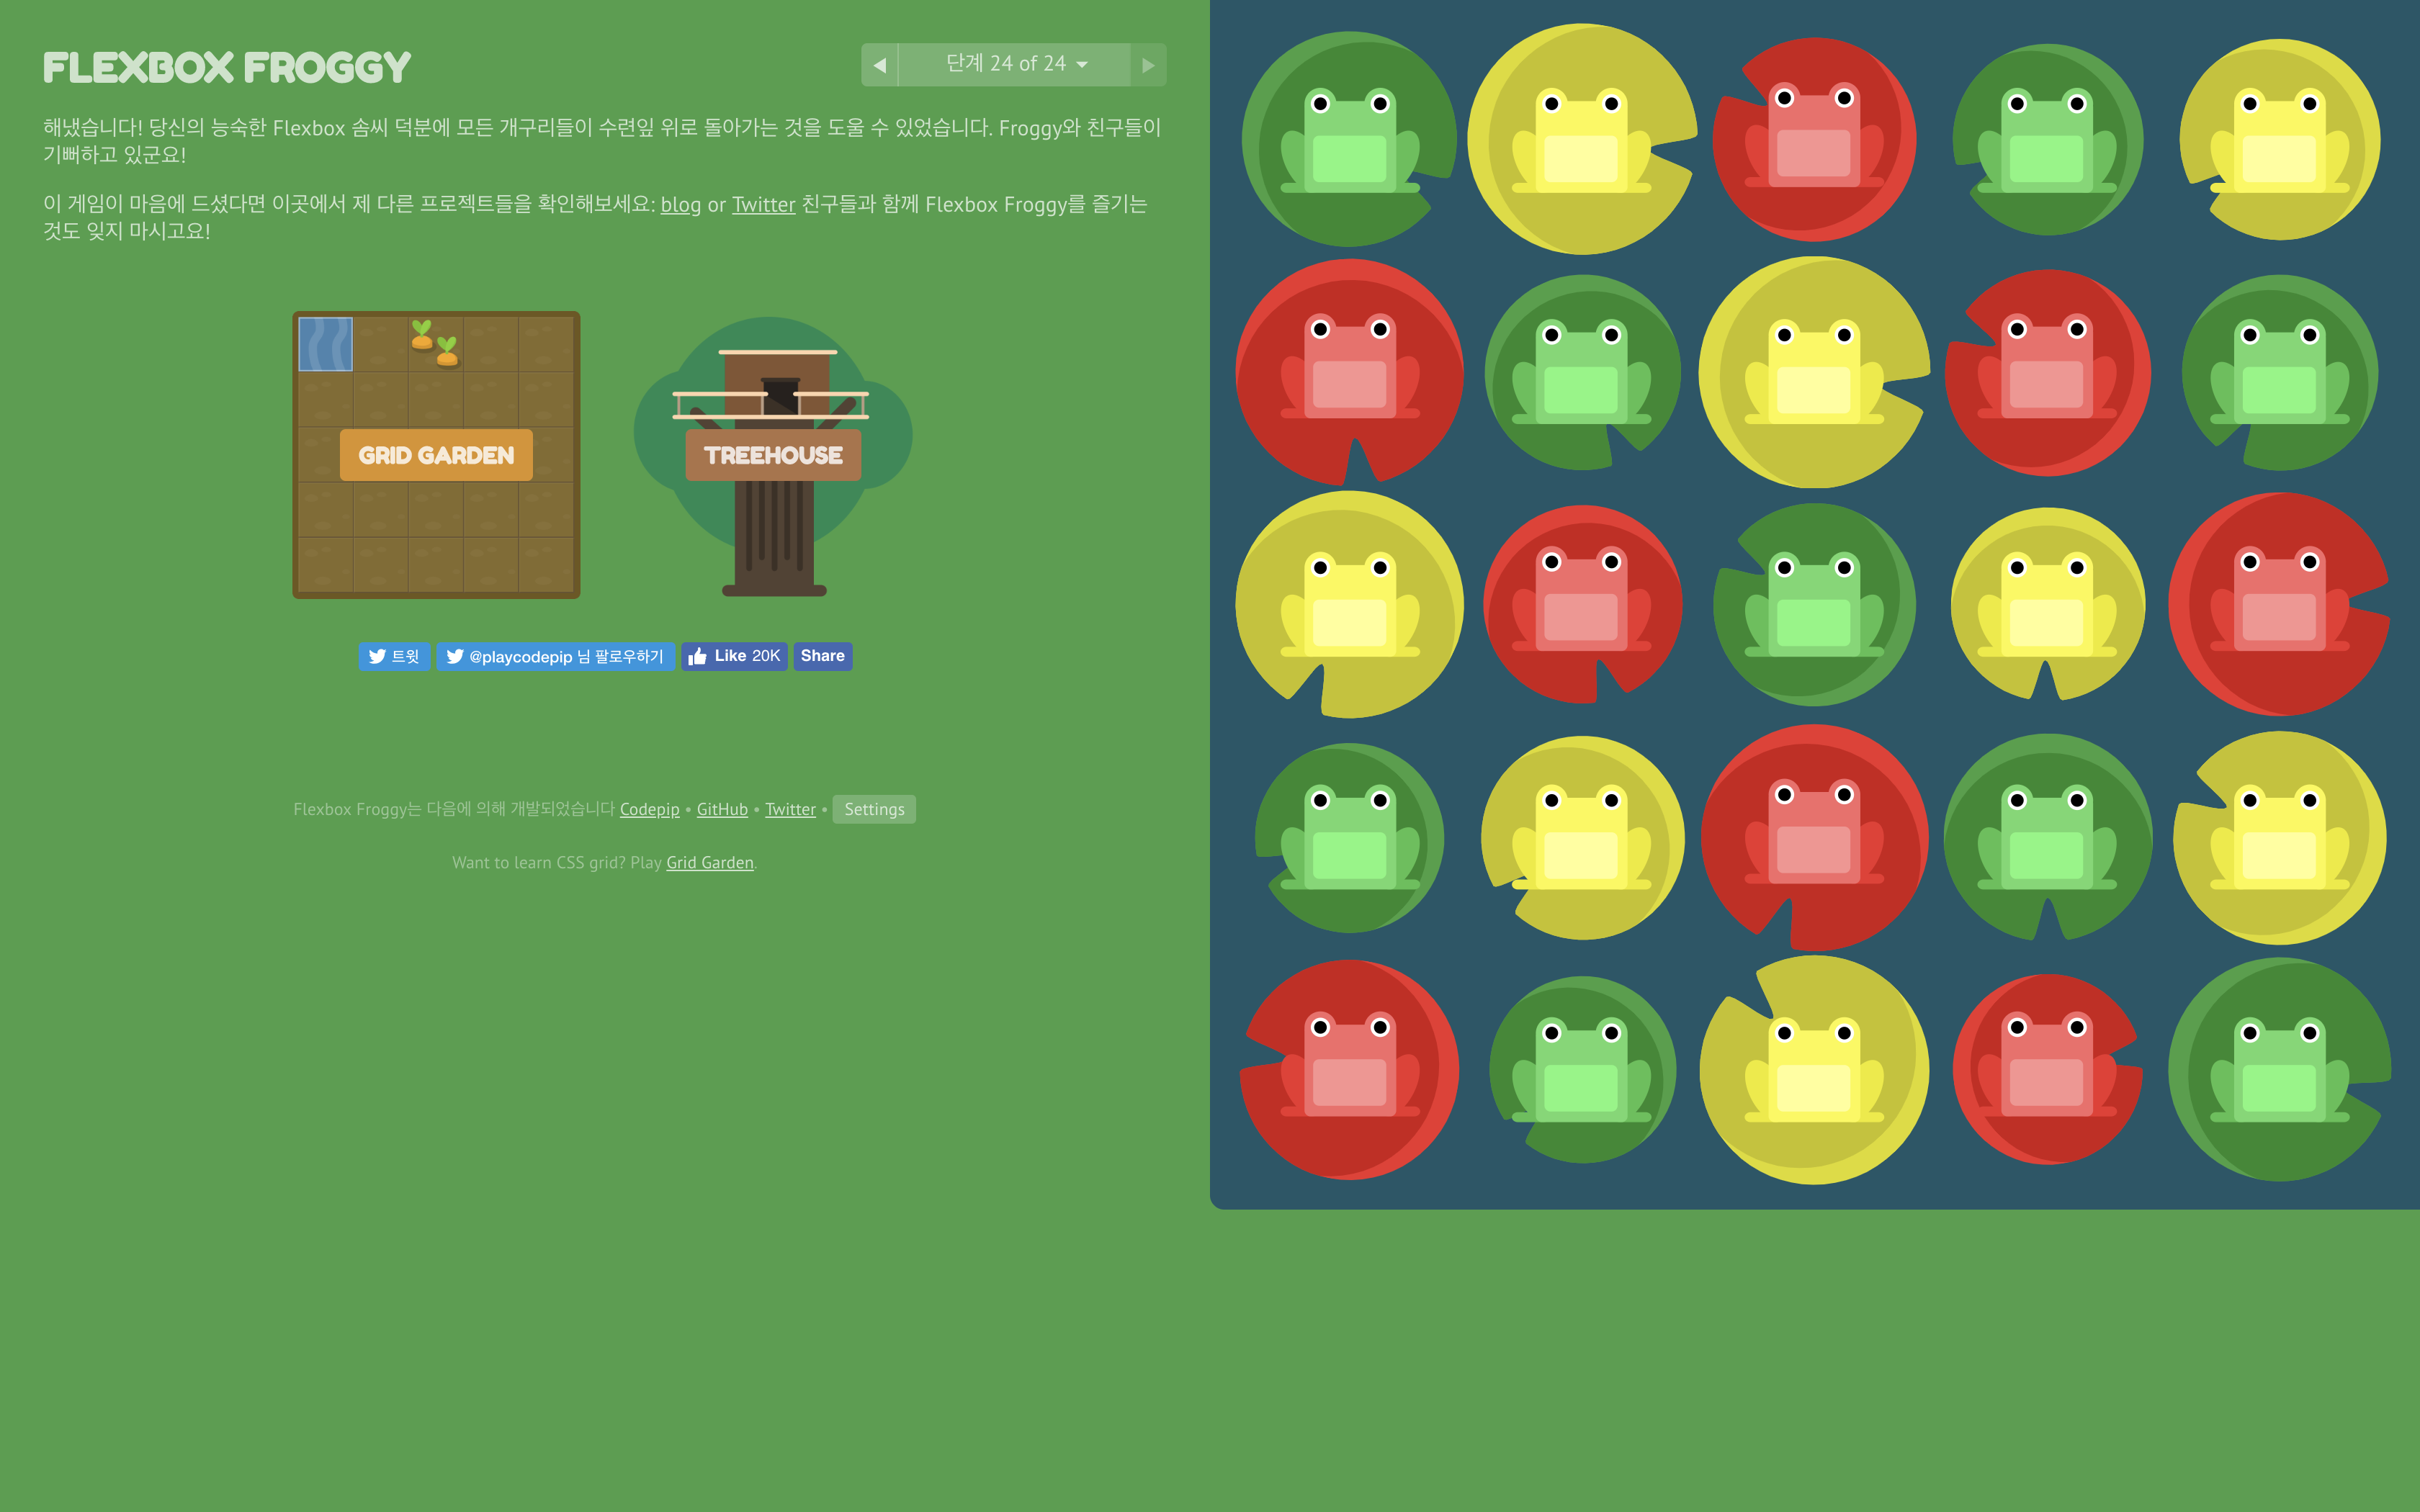 FLEXBOX FROGGY
단계 24 of 24
해냈습니다! 당신의 능숙한 Flexbox 솜씨 덕분에 모든 개구리들이 수련잎 위로 돌아가는 것을 도울 수 있었습니다. Froggy와 친구들이
기뻐하고 있군요!
이 게임이 마음에 드셨다면 이곳에서 제 다른 프로젝트들을 확인해보세요: blog or Twitter 친구들과 함께 Flexbox Froggy를 즐기는
것도 잊지 마시고요!
GRID GARDEN
TREEHOUSE
트윗 @playcodepip 님 팔로우하기 Like 20K Share
Flexbox Froggy는 다음에 의해 개발되었습니다 Codepip • GitHub • Twitter • Settings
Want to learn CSS grid? Play Grid Garden.